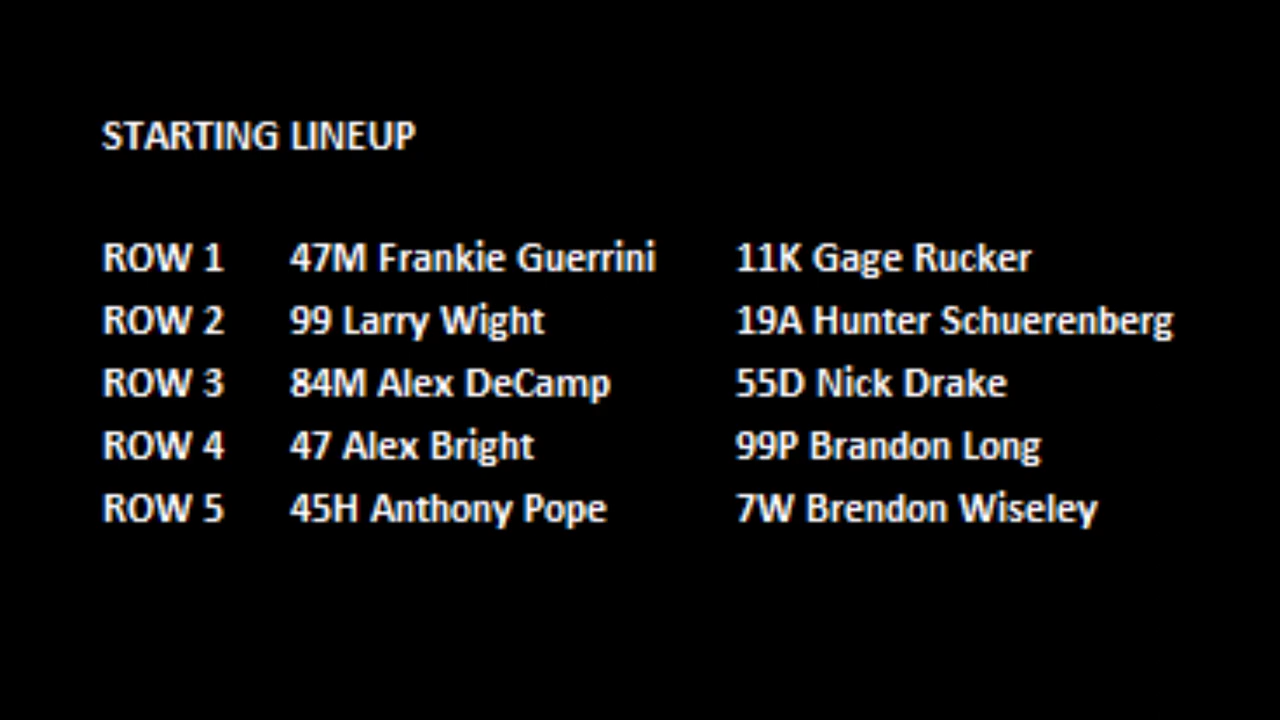 STARTING LINEUP
ROW 1 47M Frankie Guerrini 11K Gage Rucker
ROW 2 99 Larry Wight 19A Hunter Schuerenberg
ROW 3 84M Alex DeCamp 55D Nick Drake
ROW 4 47 Alex Bright 99P Brandon Long
ROW 5 45H Anthony Pope 7W Brendon Wiseley